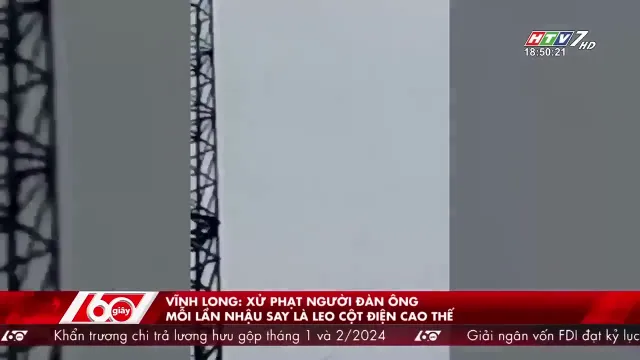 HTV7 HD
18:50:21
60 giây
VĨNH LONG: XỬ PHẠT NGƯỜI ĐÀN ÔNG
MỖI LẦN NHẬU SAY LÀ LEO CỘT ĐIỆN CAO THẾ
60 Khẩn trương chi trả lương hưu gộp tháng 1 và 2/2024 60 Giải ngân vốn FDI đạt kỷ lục